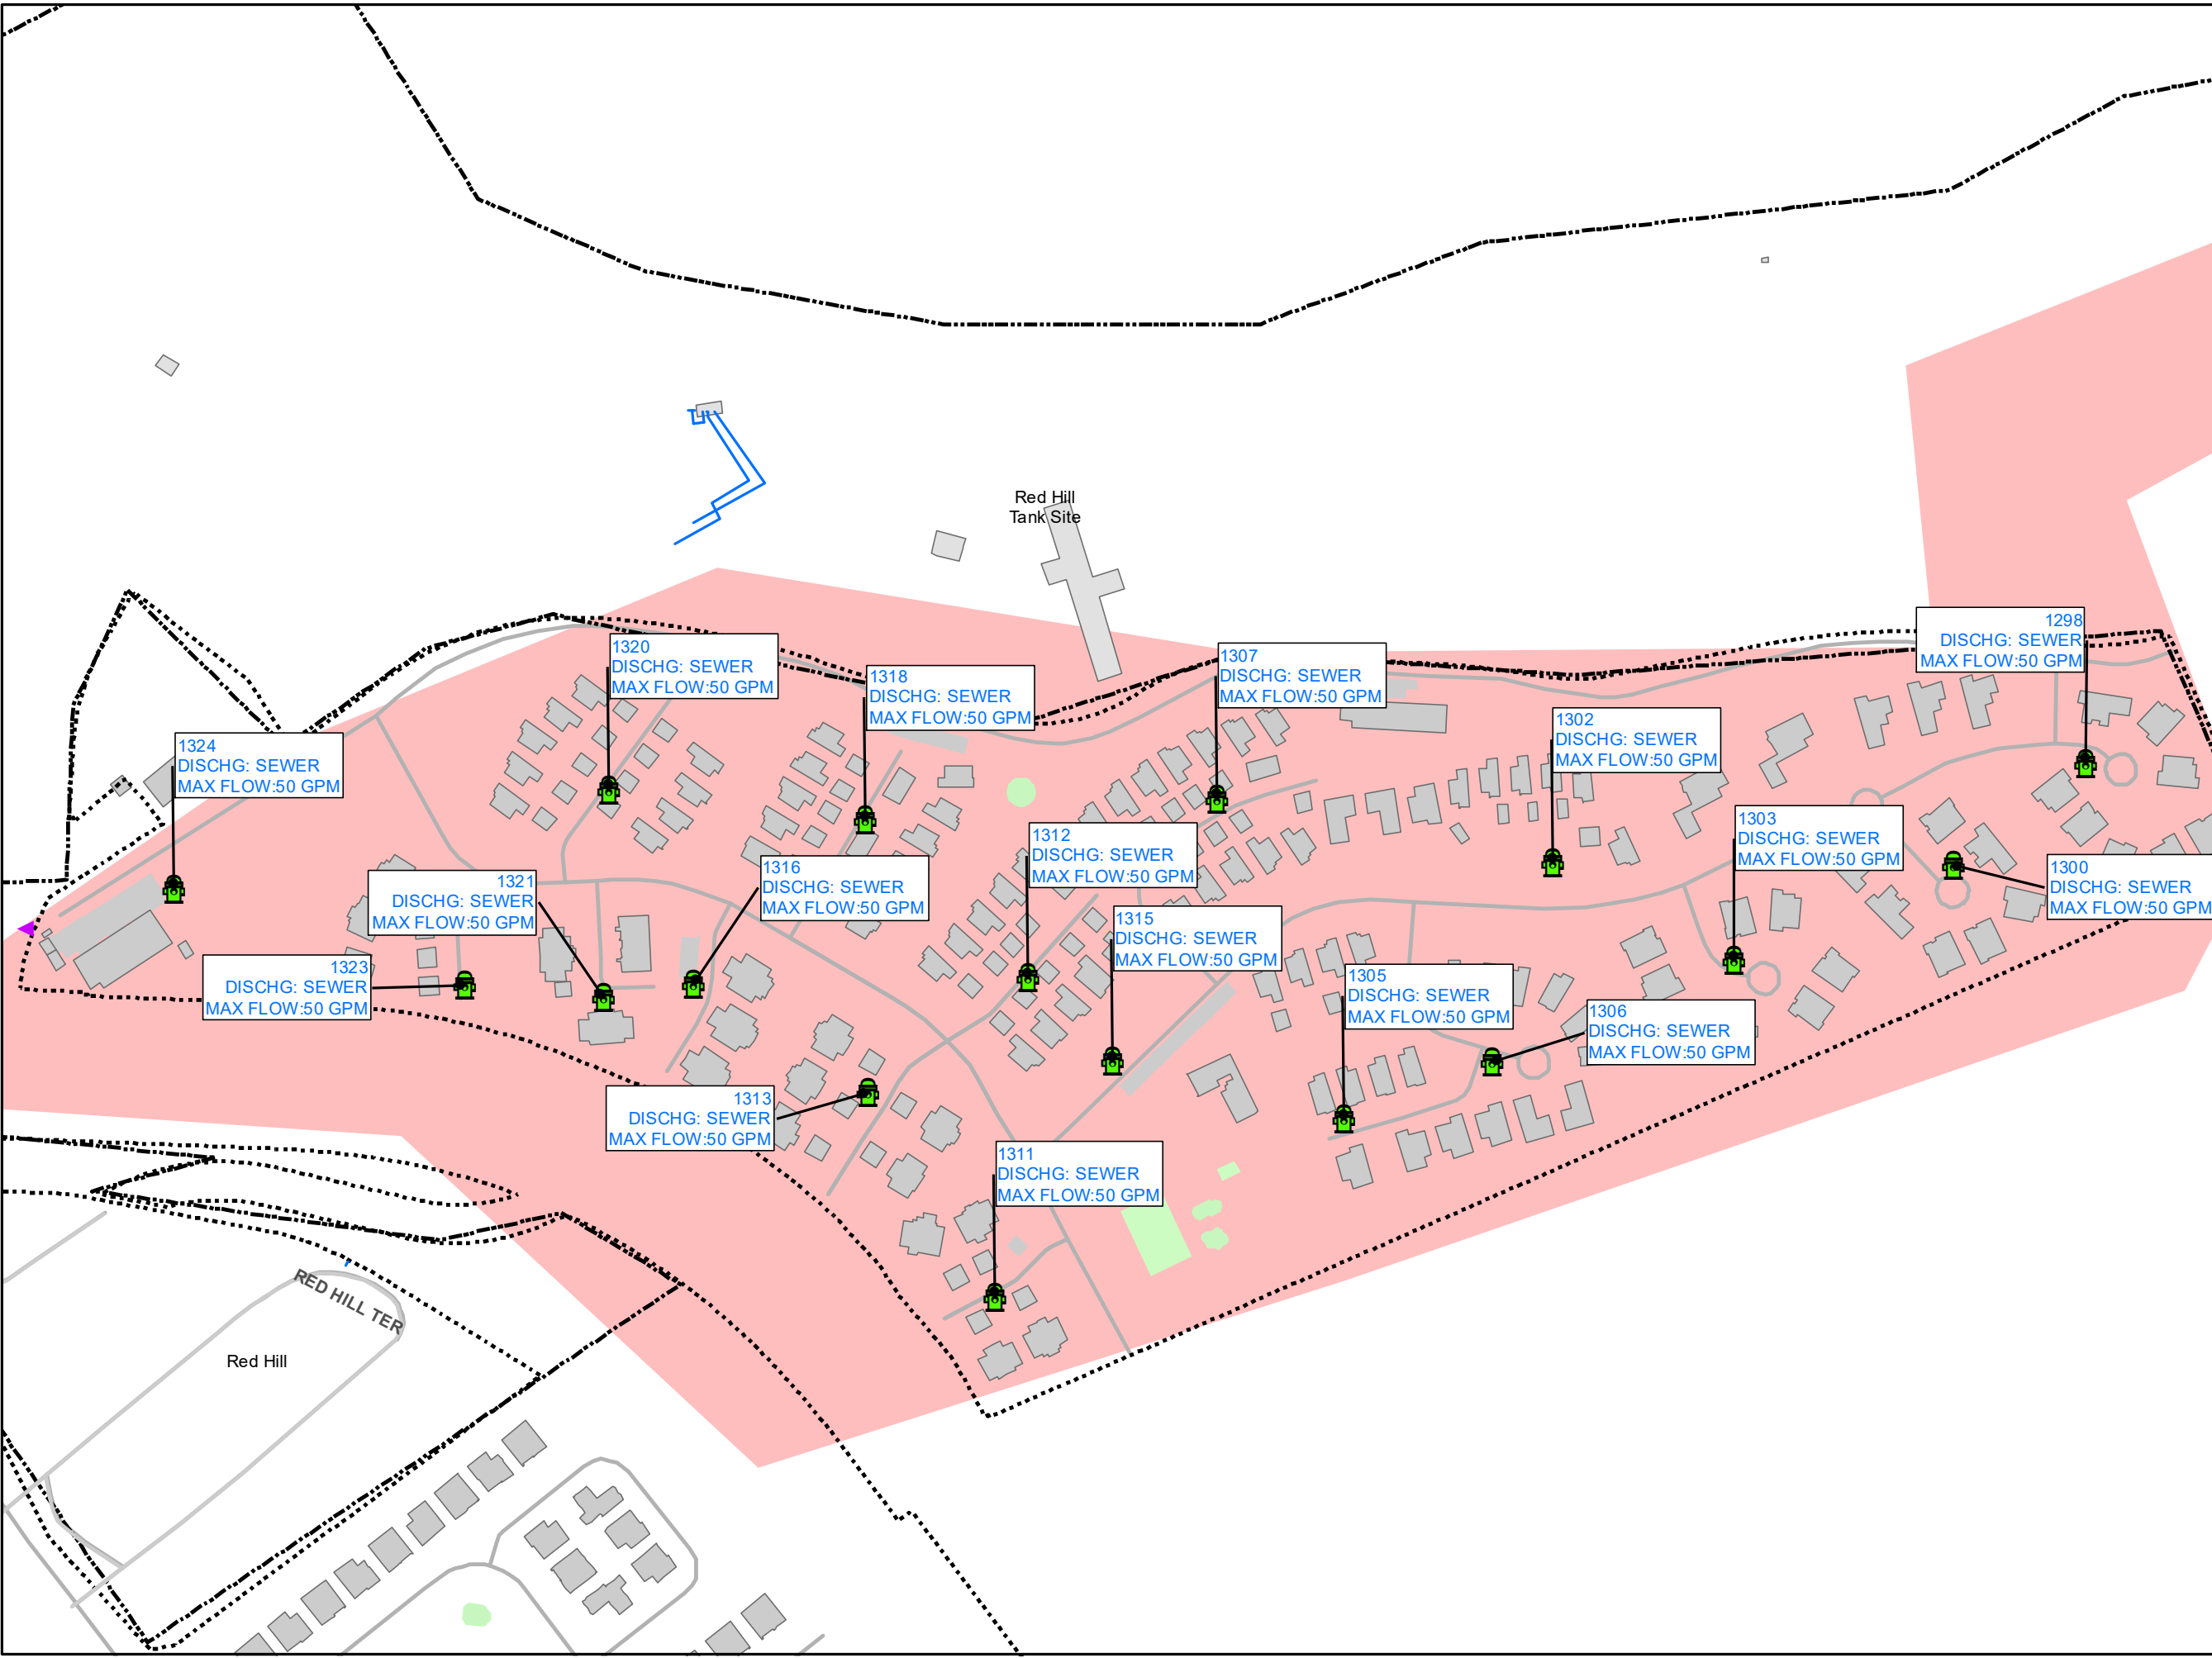 Red Hill
Tank Site
1298
DISCHG: SEWER
MAX FLOW:50 GPM
1320
DISCHG: SEWER
MAX FLOW:50 GPM
1307
DISCHG: SEWER
MAX FLOW:50 GPM
1318
DISCHG: SEWER
MAX FLOW:50 GPM
1302
DISCHG: SEWER
MAX FLOW:50 GPM
1324
DISCHG: SEWER
MAX FLOW:50 GPM
1303
DISCHG: SEWER
MAX FLOW:50 GPM
1312
DISCHG: SEWER
MAX FLOW:50 GPM
1300
DISCHG: SEWER
MAX FLOW:50 GPM
1316
DISCHG: SEWER
MAX FLOW:50 GPM
1321
DISCHG: SEWER
MAX FLOW:50 GPM
1315
DISCHG: SEWER
MAX FLOW:50 GPM
1323
DISCHG: SEWER
MAX FLOW:50 GPM
1305
DISCHG: SEWER
MAX FLOW:50 GPM
1306
DISCHG: SEWER
MAX FLOW:50 GPM
1313
DISCHG: SEWER
MAX FLOW:50 GPM
1311
DISCHG: SEWER
MAX FLOW:50 GPM
RED HILL TER
Red Hill